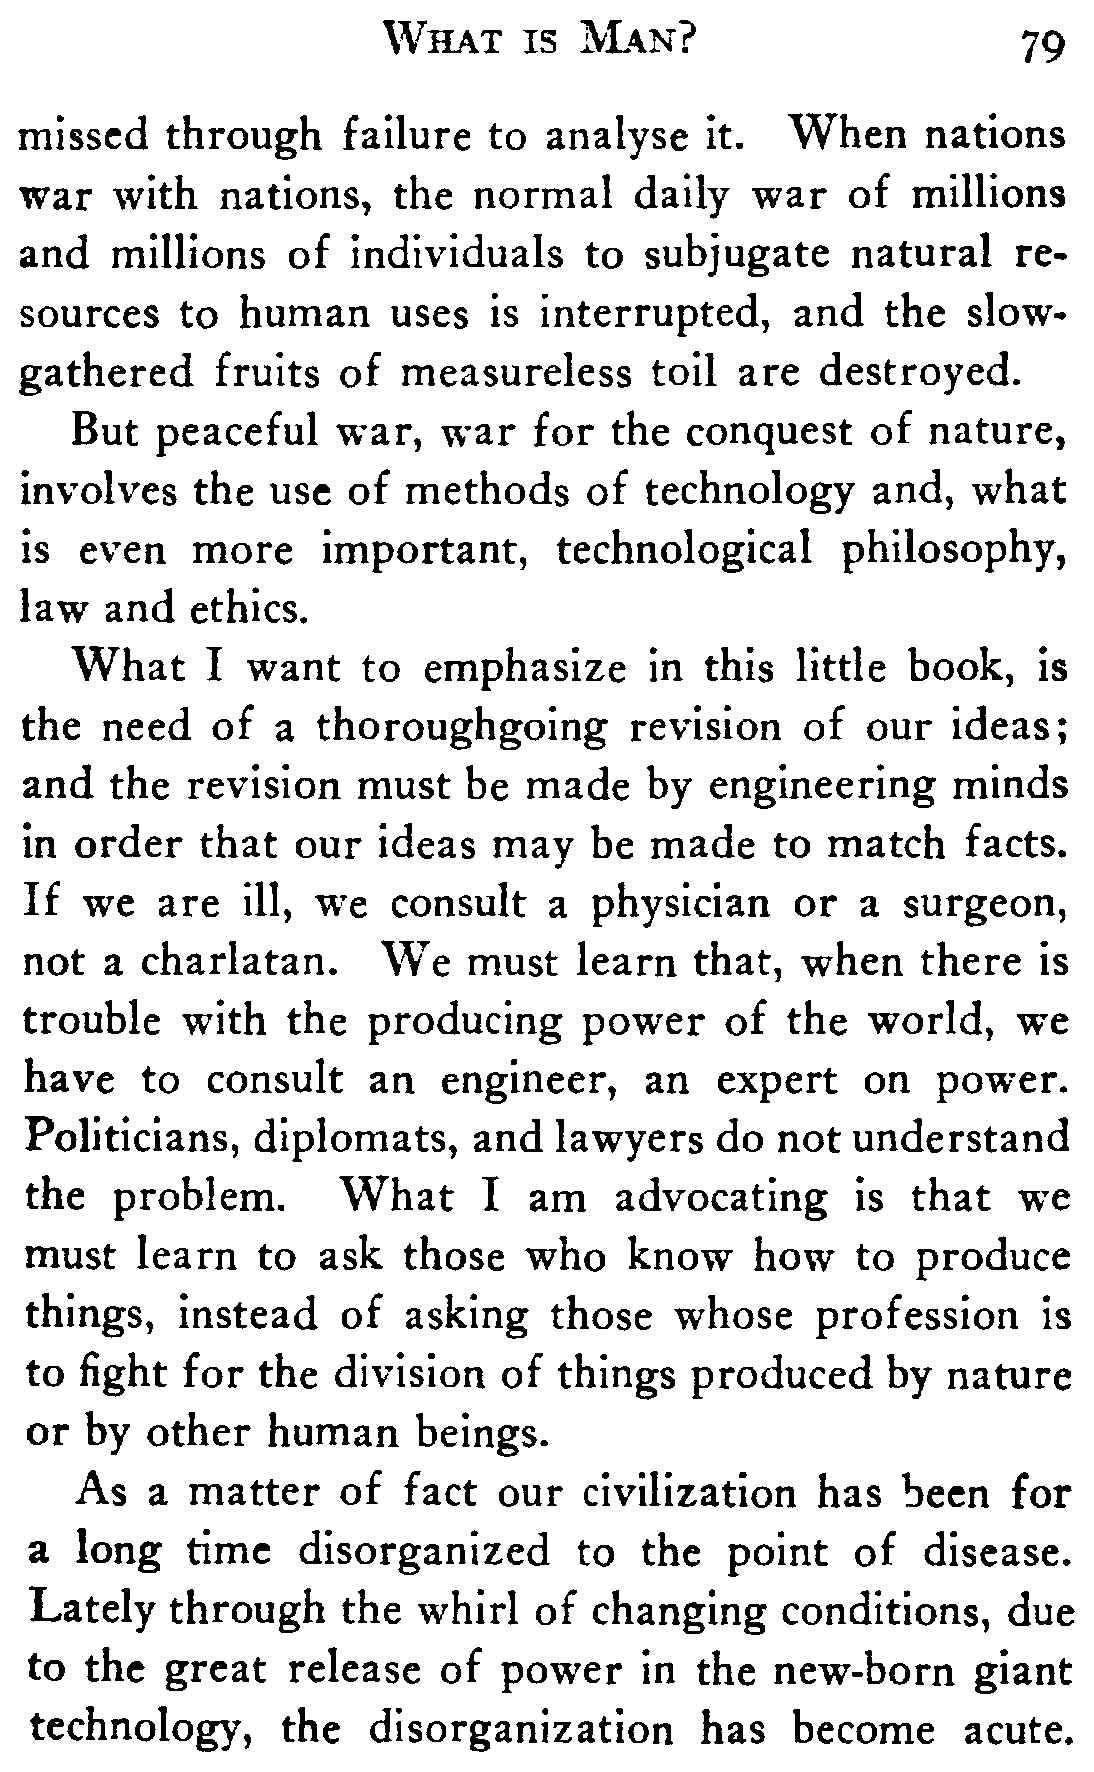 What is Man? 79
missed through failure to analyse it. When nations
war with nations, the normal daily war of millions
and millions of individuals to subjugate natural re-
sources to human uses is interrupted, and the slow-
gathered fruits of measureless toil are destroyed.
But peaceful war, war for the conquest of nature,
involves the use of methods of technology and, what
is even more important, technological philosophy,
law and ethics.
What I want to emphasize in this little book, is
the need of a thoroughgoing revision of our ideas;
and the revision must be made by engineering minds
in order that our ideas may be made to match facts.
If we are ill, we consult a physician or a surgeon,
not a charlatan. We must learn that, when there is
trouble with the producing power of the world, we
have to consult an engineer, an expert on power.
Politicians, diplomats, and lawyers do not understand
the problem. What I am advocating is that we
must learn to ask those who know how to produce
things, instead of asking those whose profession is
to fight for the division of things produced by nature
or by other human beings.
As a matter of fact our civilization has been for
a long time disorganized to the point of disease.
Lately through the whirl of changing conditions, due
to the great release of power in the new-born giant
technology, the disorganization has become acute.